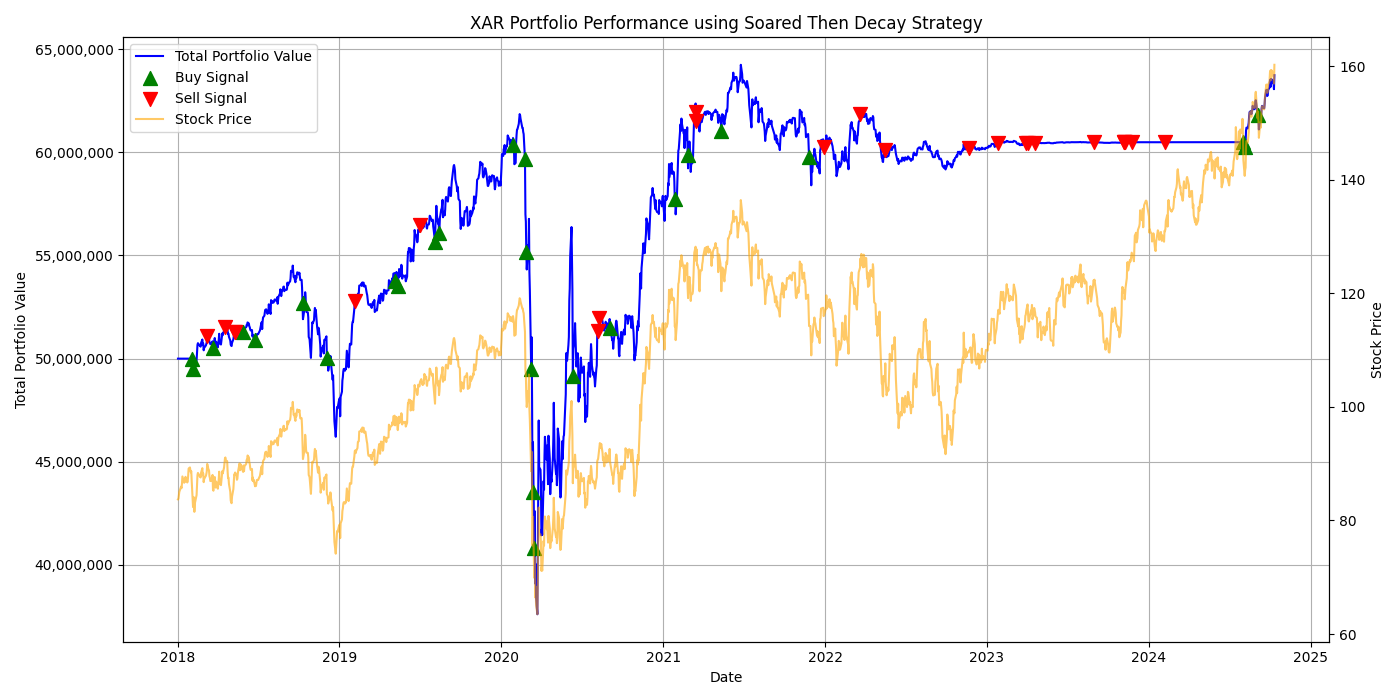 XAR Portfolio Performance using Soared Then Decay Strategy
Total Portfolio Value
Buy Signal
Sell Signal
Stock Price
65,000,000
60,000,000
55,000,000
50,000,000
45,000,000
40,000,000
Total Portfolio Value
160
140
120
100
80
60
Stock Price
2018
2019
2020
2021
2022
2023
2024
2025
Date